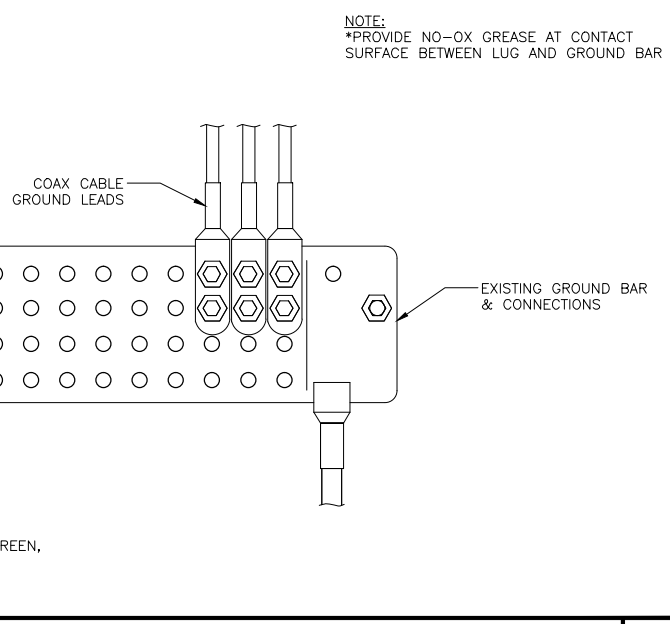 NOTE:
*PROVIDE NO-OX GREASE AT CONTACT
SURFACE BETWEEN LUG AND GROUND BAR
COAX CABLE
GROUND LEADS
EXISTING GROUND BAR
& CONNECTIONS
REEN,